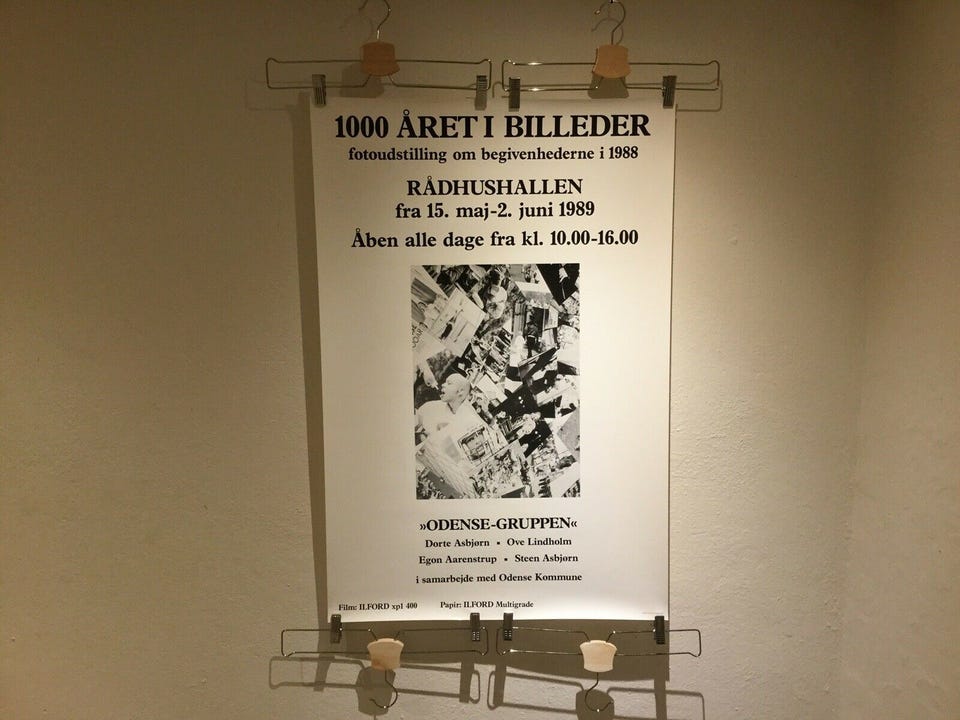 1000 ÅRET I BILLEDER
fotoudstilling om begivenhederne i 1988
RÅDHUSHALLEN
fra 15. maj-2. juni 1989
Åben alle dage fra kl. 10.00-16.00
»ODENSE-GRUPPEN«
Dorte Asbjørn ▪ Ove Lindholm
Egon Aarenstrup ▪ Steen Asbjørn
i samarbejde med Odense Kommune
Film: ILFORD xp1 400 Papir: ILFORD Multigrade